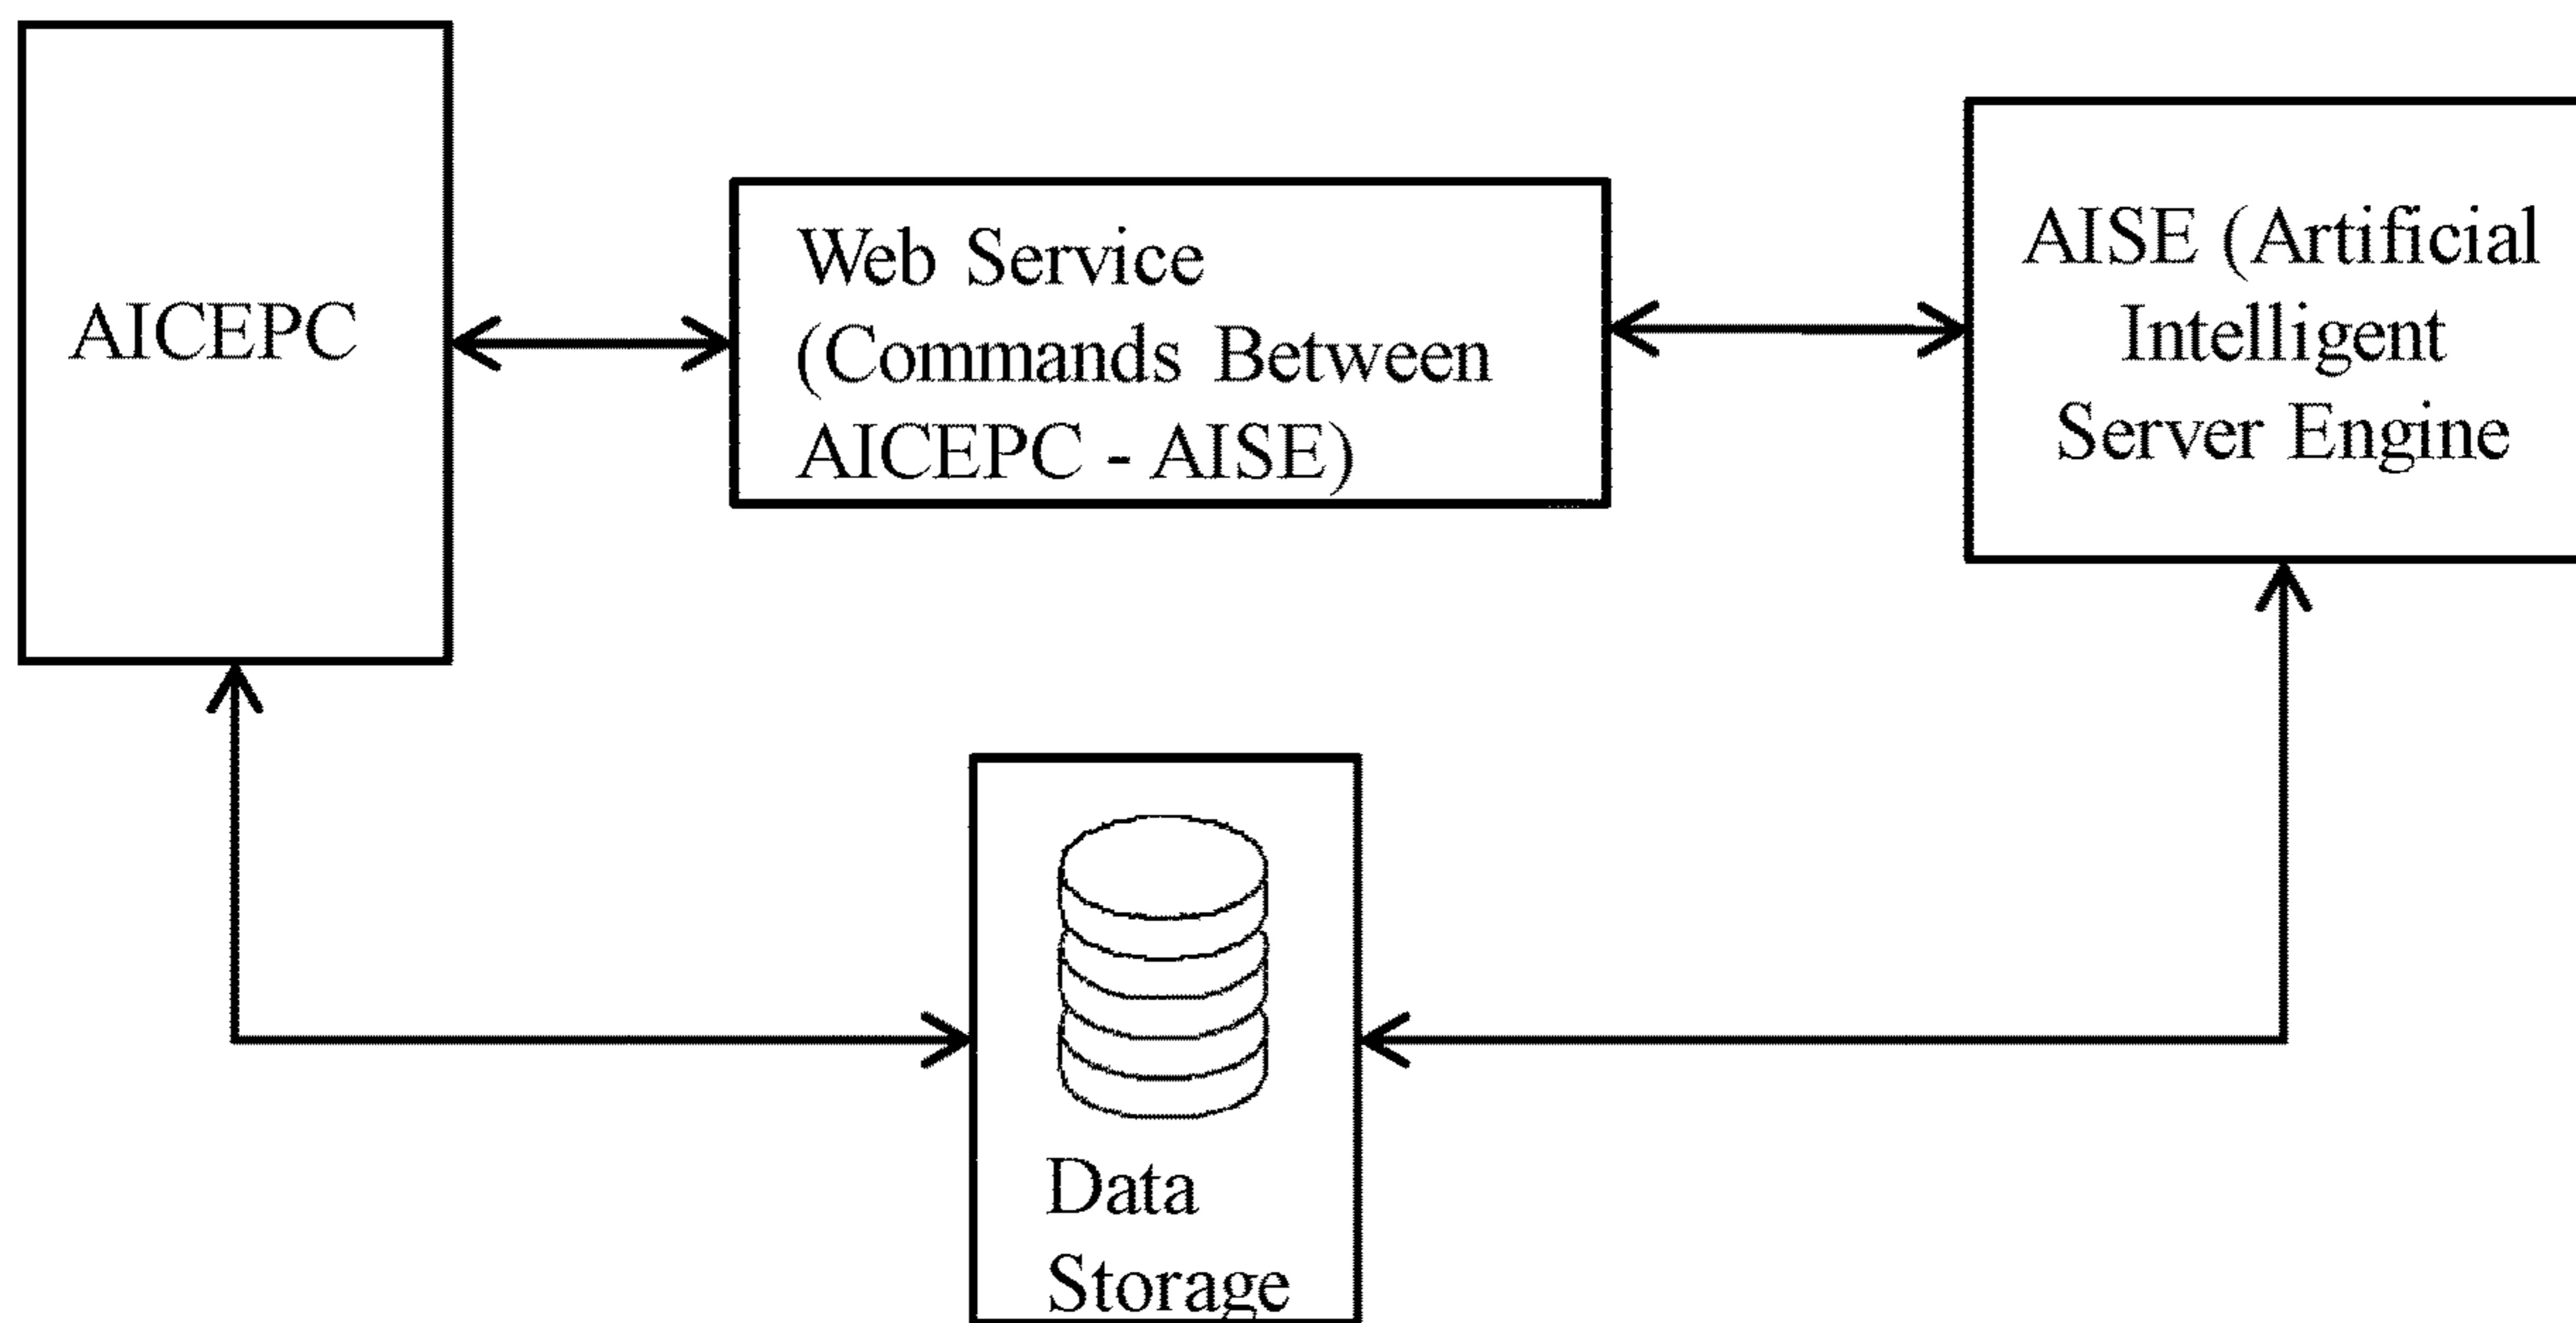 AICEPC
Web Service
(Commands Between
AICEPC - AISE)
AISE (Artificial
Intelligent
Server Engine
Data
Storage